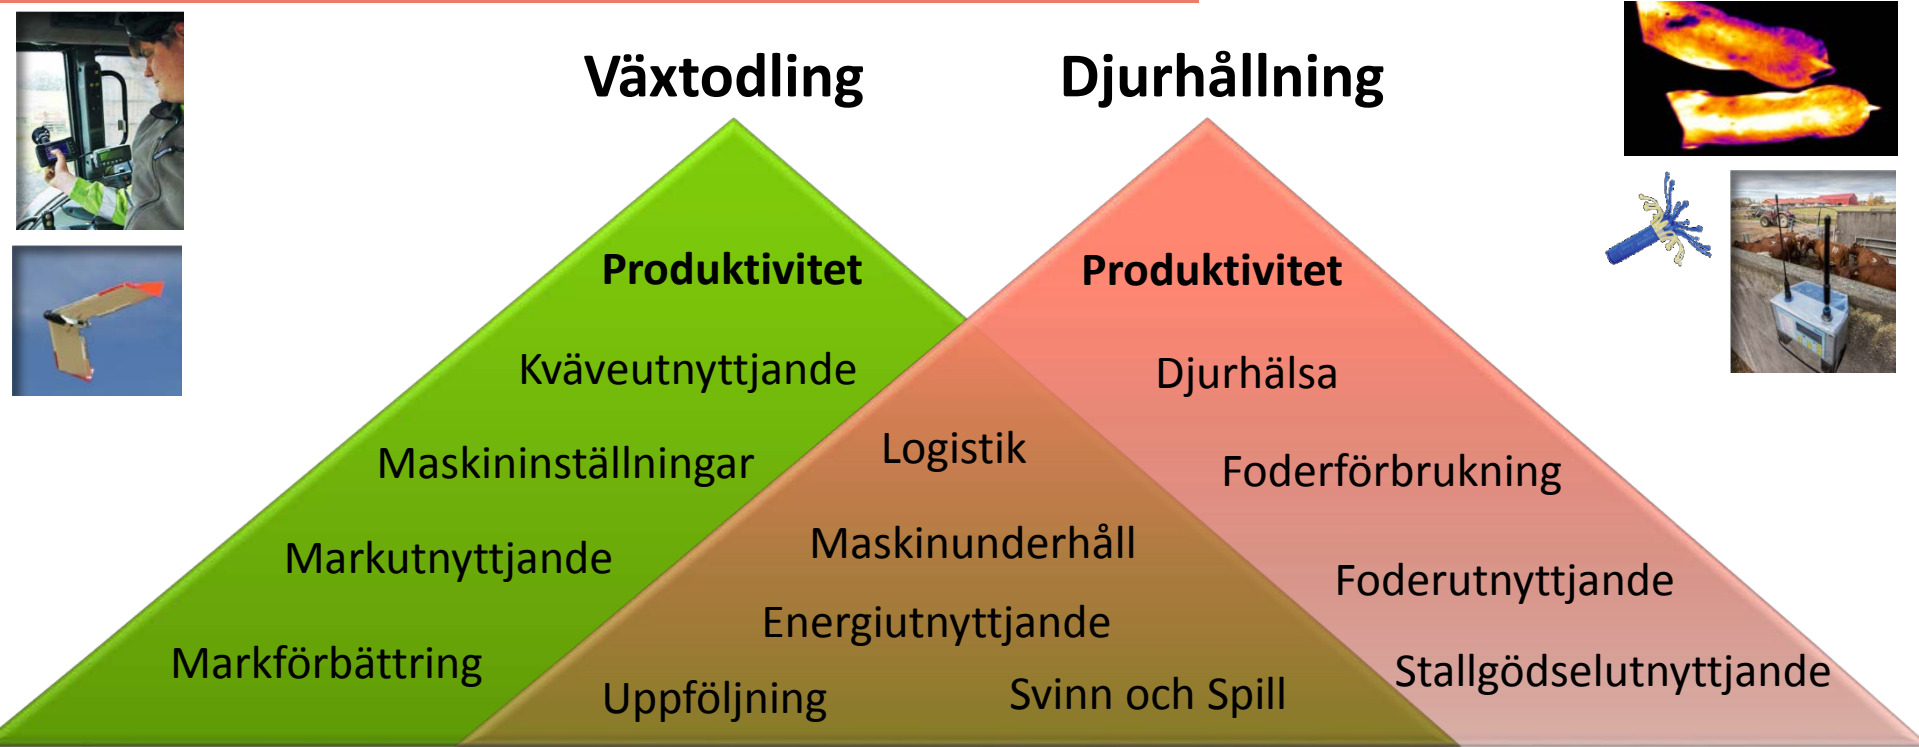 Växtodling
Djurhållning
Produktivitet
Produktivitet
Kväveutnyttjande
Djurhälsa
Logistik
Maskininställningar
Foderförbrukning
Maskinunderhåll
Markutnyttjande
Foderutnyttjande
Energiutnyttjande
Markförbättring
Stallgödselutnyttjande
Uppföljning
Svinn och Spill